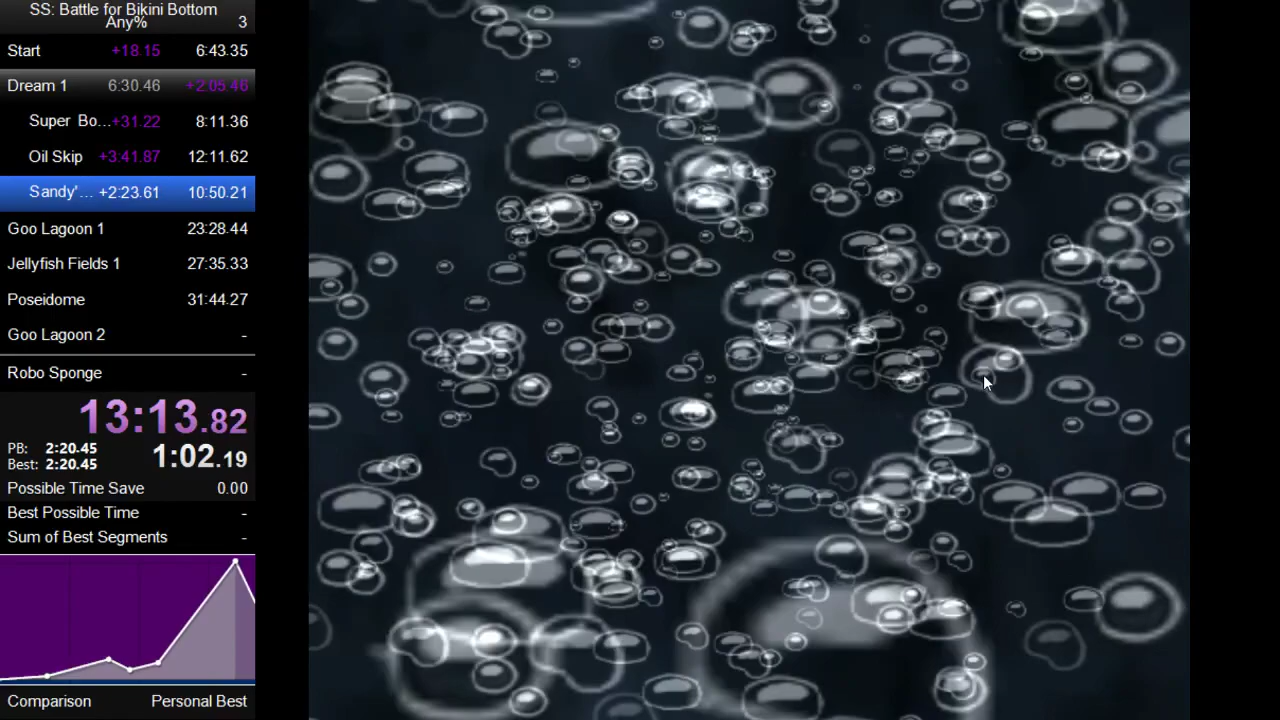 SS: Battle for Bikini Bottom
Any% 3
Start +18.15 6:43.35
Dream 1 6:30.46 +2:05.46
Super Bo... +31.22 8:11.36
Oil Skip +3:41.87 12:11.62
Sandy'... +2:23.61 10:50.21
Goo Lagoon 1 23:28.44
Jellyfish Fields 1 27:35.33
Poseidome 31:44.27
Goo Lagoon 2 -
Robo Sponge -
13:13.82
PB: 2:20.45
Best: 2:20.45
1:02.19
Possible Time Save 0.00
Best Possible Time -
Sum of Best Segments -
Comparison Personal Best